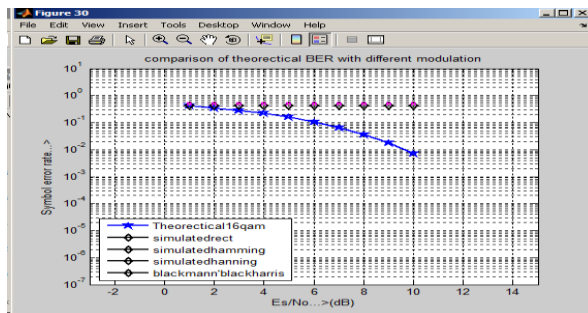 Figure 30
File Edit View Insert Tools Desktop Window Help
comparison of theorectical BER with different modulation
10^1
10^0
10^-1
10^-2
10^-3
10^-4
10^-5
10^-6
10^-7
Symbol error rate...>
Theorectical16qam
simulatedrect
simulatedhamming
simulatedhanning
blackmann'blackharris
-2 0 2 4 6 8 10 12 14
Es/No...>(dB)